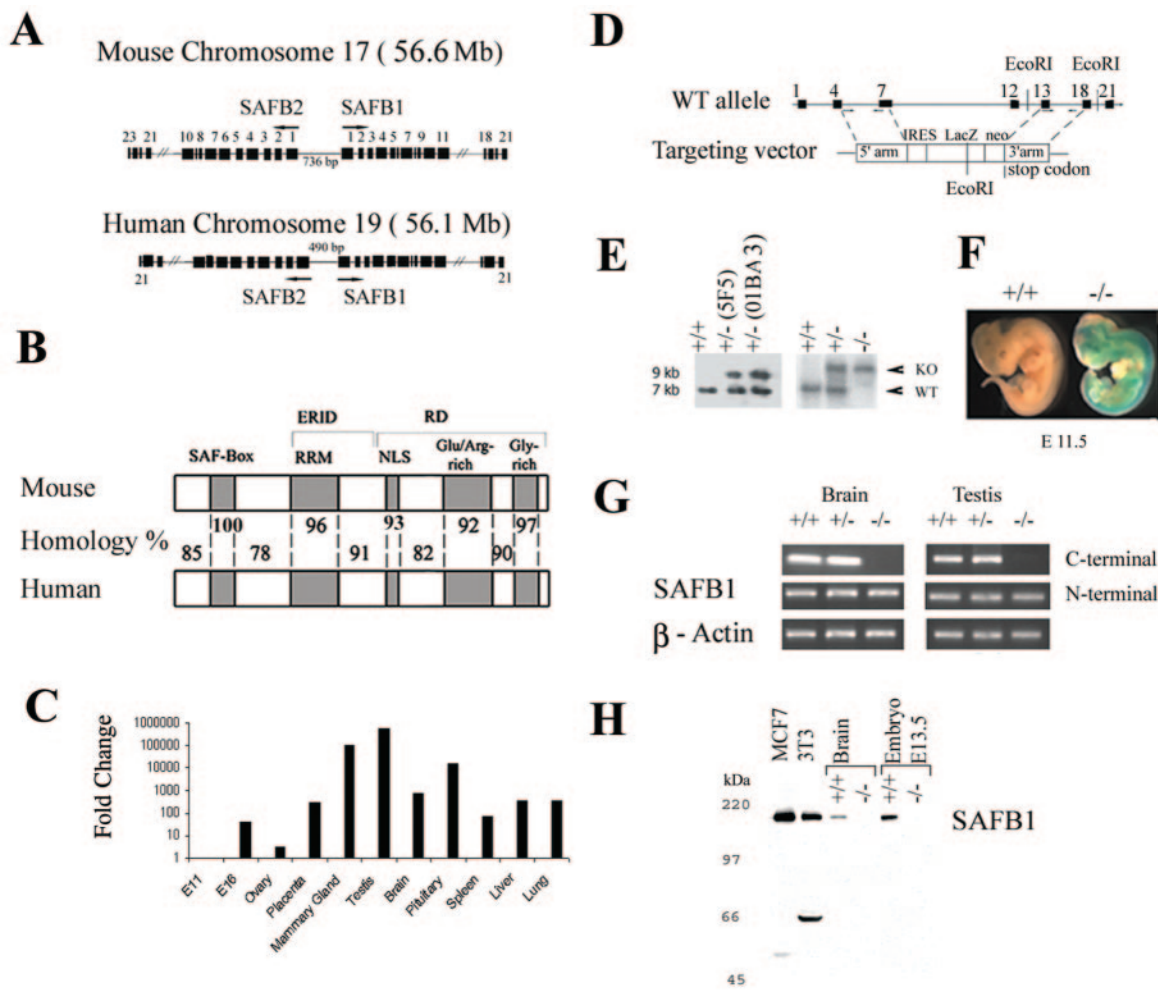 A
Mouse Chromosome 17 ( 56.6 Mb)
SAFB2 SAFB1
23 21 10 8 7 6 5 4 3 2 1 1 2 3 4 5 7 9 11 18 21
736 bp
Human Chromosome 19 ( 56.1 Mb)
490 bp
21 21
SAFB2 SAFB1
B
ERID RD
SAF-Box RRM NLS Glu/Arg-rich Gly-rich
Mouse
100 96 93 92 97
Homology %
85 78 91 82 90
Human
C
Fold Change
1000000
100000
10000
1000
100
10
1
E11 E16 Ovary Placenta Mammary Gland Testis Brain Pituitary Spleen Liver Lung
D
EcoRI EcoRI
1 4 7 12 13 18 21
WT allele
IRES LacZ neo
Targeting vector 5' arm 3'arm
stop codon
EcoRI
E
+/+ +/- (5F5) +/- (01BA3) +/+ +/- -/-
9 kb KO
7 kb WT
F
+/+ -/-
E 11.5
G
Brain Testis
+/+ +/- -/- +/+ +/- -/-
C-terminal
SAFB1 N-terminal
β - Actin
H
MCF7 3T3 Brain Embryo E13.5
+/+ -/- +/+ -/-
kDa
220
SAFB1
97
66
45